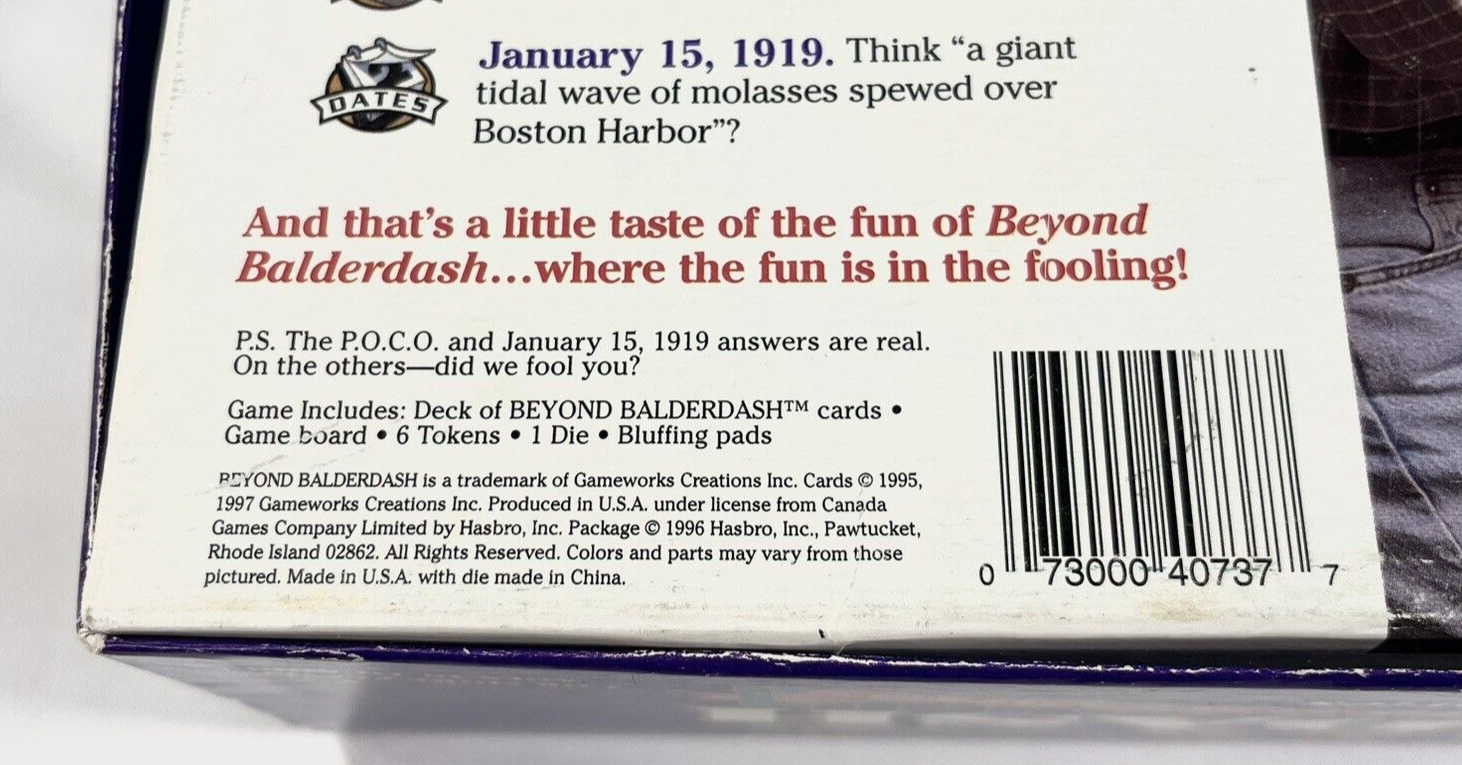 January 15, 1919. Think “a giant
DATES
tidal wave of molasses spewed over
Boston Harbor”?
And that's a little taste of the fun of Beyond
Balderdash...where the fun is in the fooling!
P.S. The P.O.C.O. and January 15, 1919 answers are real.
On the others—did we fool you?
Game Includes: Deck of BEYOND BALDERDASH™ cards •
Game board • 6 Tokens • 1 Die • Bluffing pads
BEYOND BALDERDASH is a trademark of Gameworks Creations Inc. Cards © 1995,
1997 Gameworks Creations Inc. Produced in U.S.A. under license from Canada
Games Company Limited by Hasbro, Inc. Package © 1996 Hasbro, Inc., Pawtucket,
Rhode Island 02862. All Rights Reserved. Colors and parts may vary from those
pictured. Made in U.S.A. with die made in China.
0 73000 40737 7